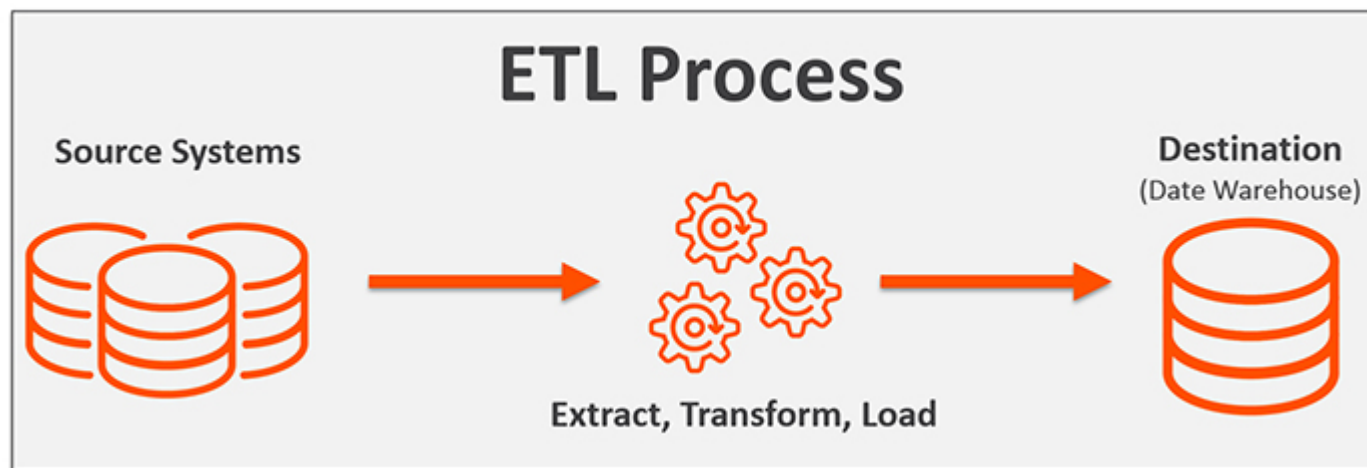 ETL Process
Source Systems
Destination
(Date Warehouse)
Extract, Transform, Load